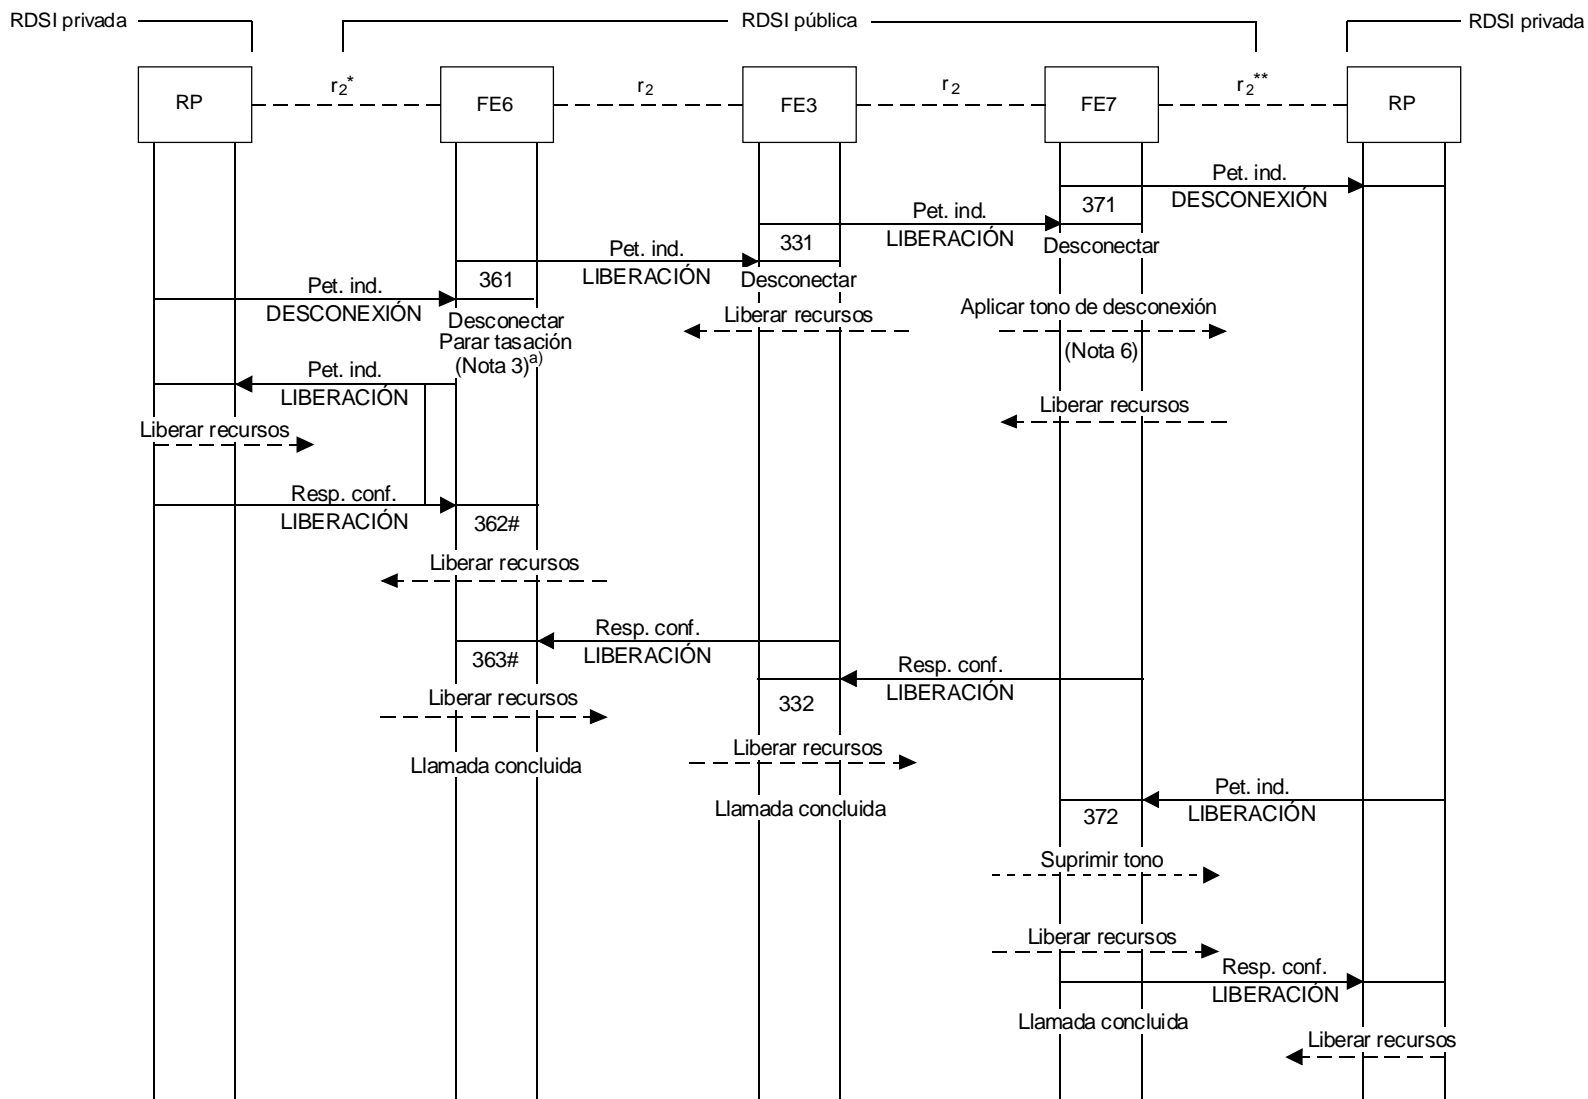 RDSI privada
RDSI pública
RDSI privada
RP
r2*
FE6
r2
FE3
r2
FE7
r2**
RP
Pet. ind.
DESCONEXIÓN
371
Desconectar
Pet. ind.
LIBERACIÓN
331
Desconectar
Pet. ind.
LIBERACIÓN
361
Pet. ind.
DESCONEXIÓN
Desconectar
Parar tasación
(Nota 3)a)
Liberar recursos
Aplicar tono de desconexión
(Nota 6)
Pet. ind.
LIBERACIÓN
Liberar recursos
Liberar recursos
Resp. conf.
LIBERACIÓN
362#
Liberar recursos
Resp. conf.
LIBERACIÓN
363#
Resp. conf.
LIBERACIÓN
332
Liberar recursos
Liberar recursos
Llamada concluida
Pet. ind.
LIBERACIÓN
372
Llamada concluida
Suprimir tono
Liberar recursos
Resp. conf.
LIBERACIÓN
Llamada concluida
Liberar recursos